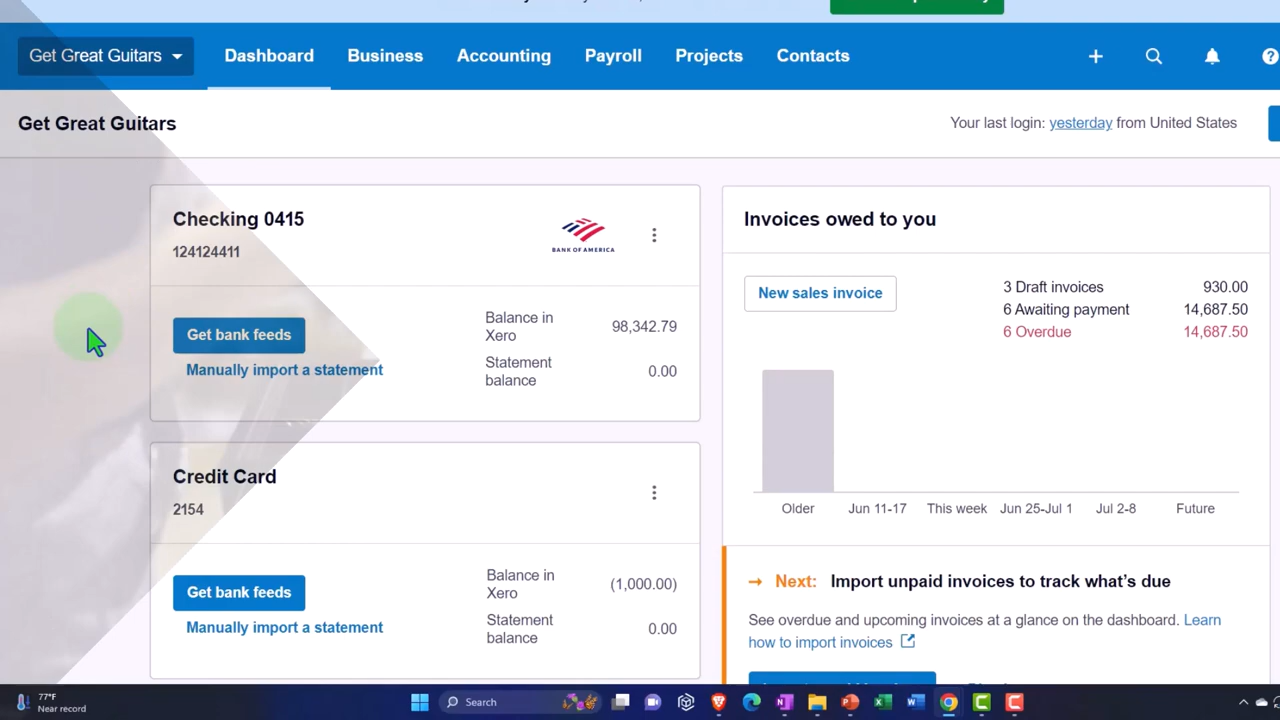 Get Great Guitars
Dashboard
Business
Accounting
Payroll
Projects
Contacts
Get Great Guitars
Your last login: yesterday from United States
Checking 0415
124124411
BANK OF AMERICA
Get bank feeds
Manually import a statement
Balance in
Xero
98,342.79
Statement
balance
0.00
Credit Card
2154
Get bank feeds
Manually import a statement
Balance in
Xero
(1,000.00)
Statement
balance
0.00
Invoices owed to you
New sales invoice
3 Draft invoices 930.00
6 Awaiting payment 14,687.50
6 Overdue 14,687.50
Older Jun 11-17 This week Jun 25-Jul 1 Jul 2-8 Future
→ Next: Import unpaid invoices to track what's due
See overdue and upcoming invoices at a glance on the dashboard. Learn
how to import invoices
77°F
Near record
Search